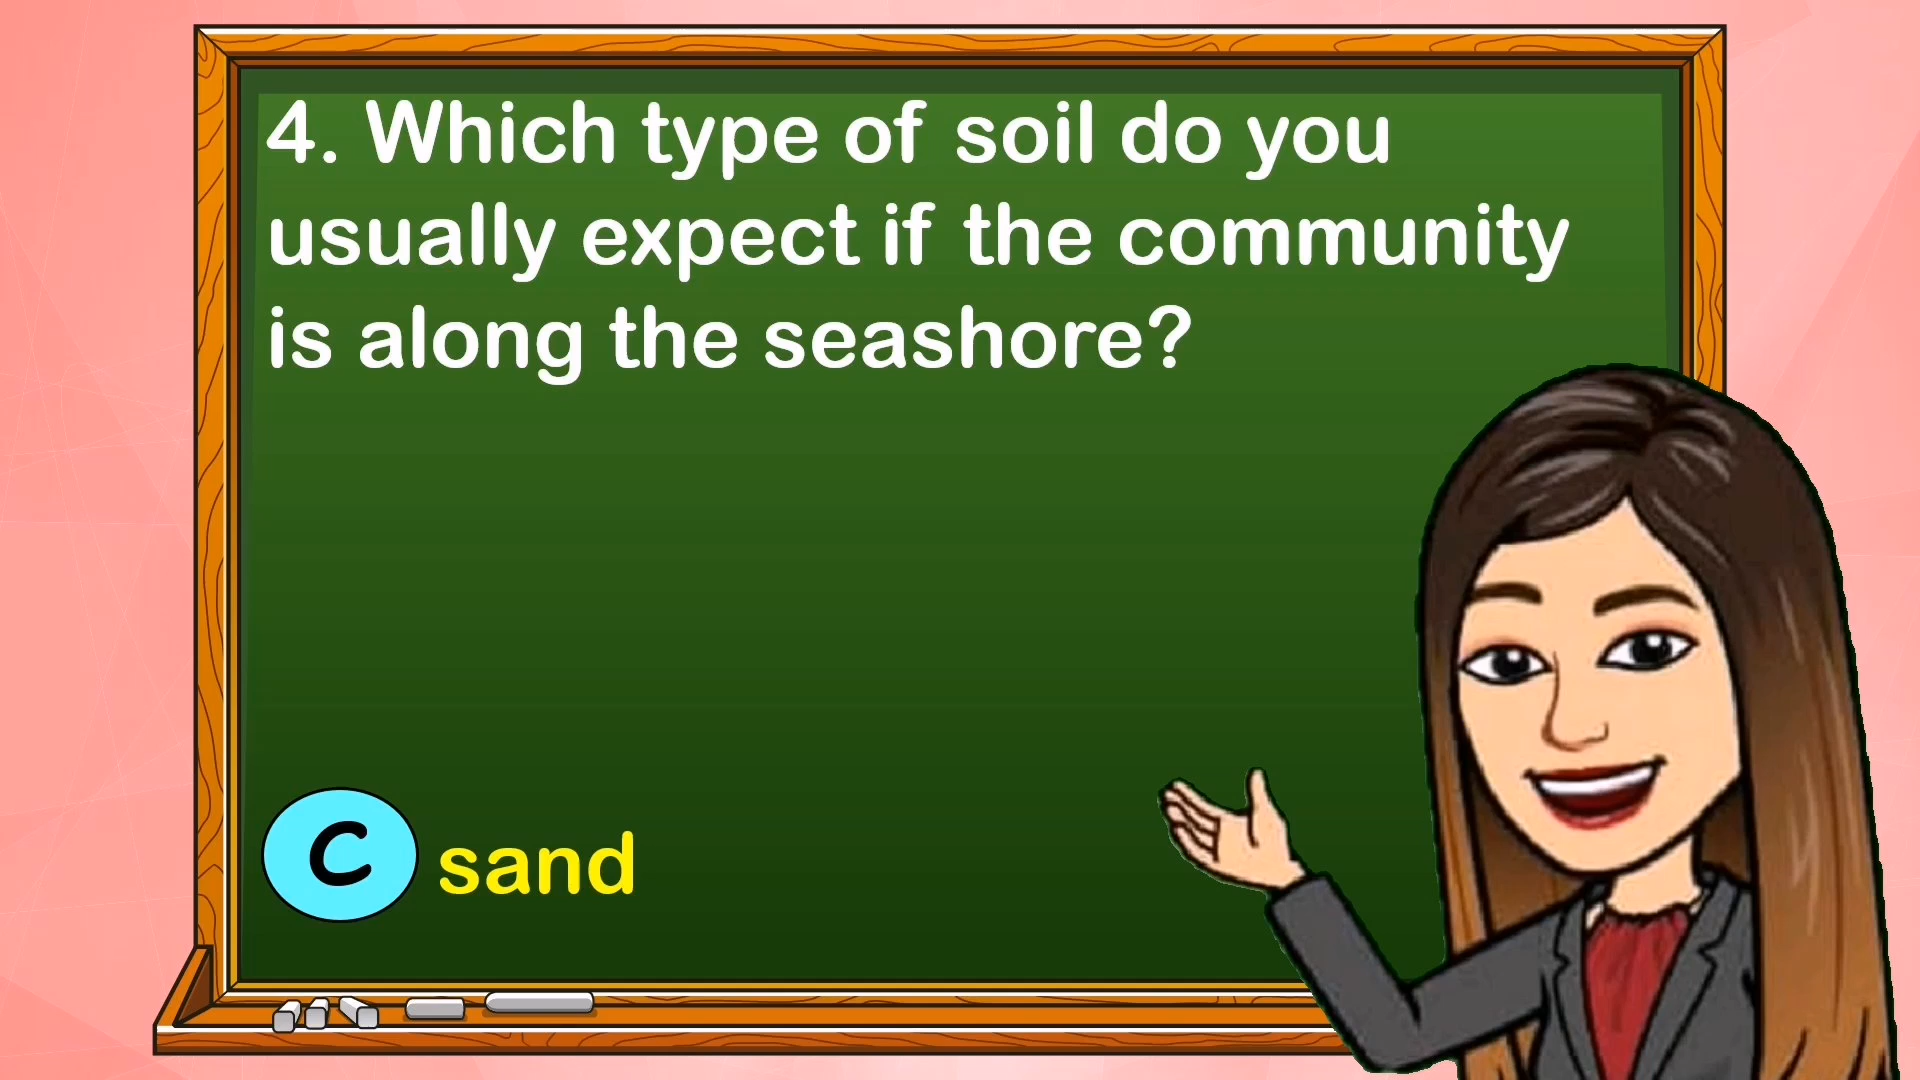 4. Which type of soil do you
usually expect if the community
is along the seashore?
C sand